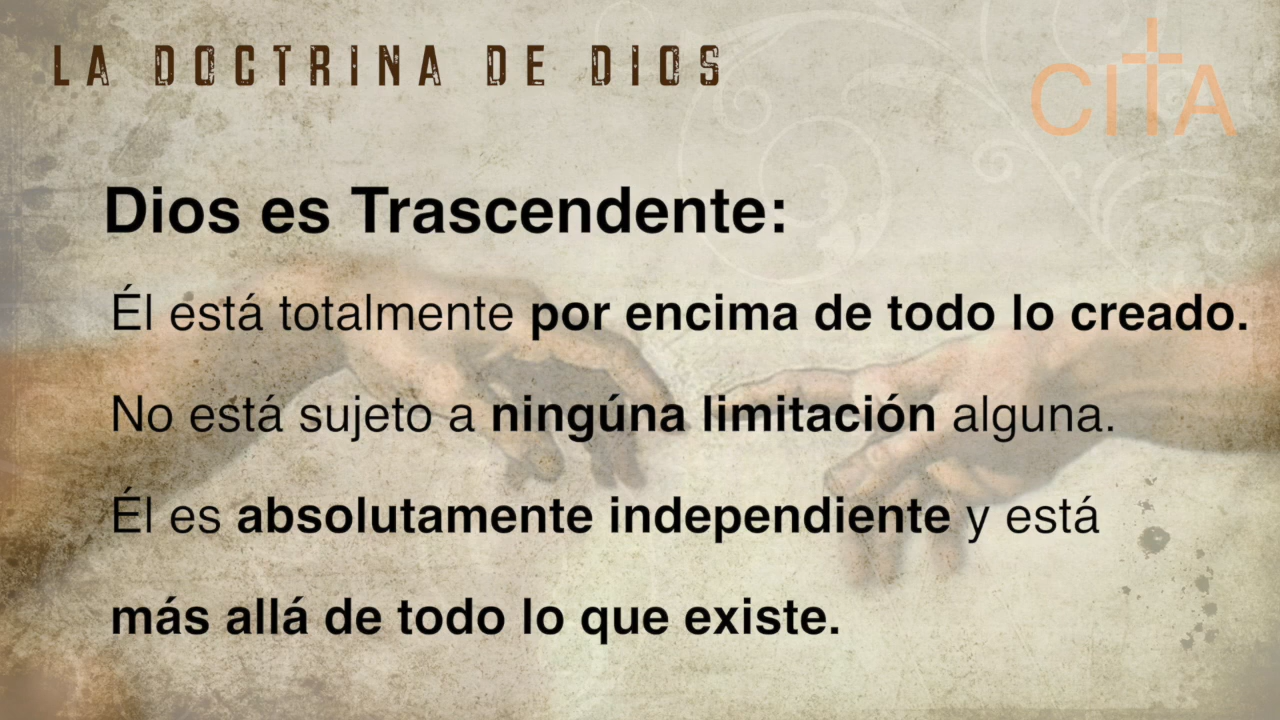 LA DOCTRINA DE DIOS
CITA
Dios es Trascendente:
Él está totalmente por encima de todo lo creado.
No está sujeto a ningúna limitación alguna.
Él es absolutamente independiente y está
más allá de todo lo que existe.